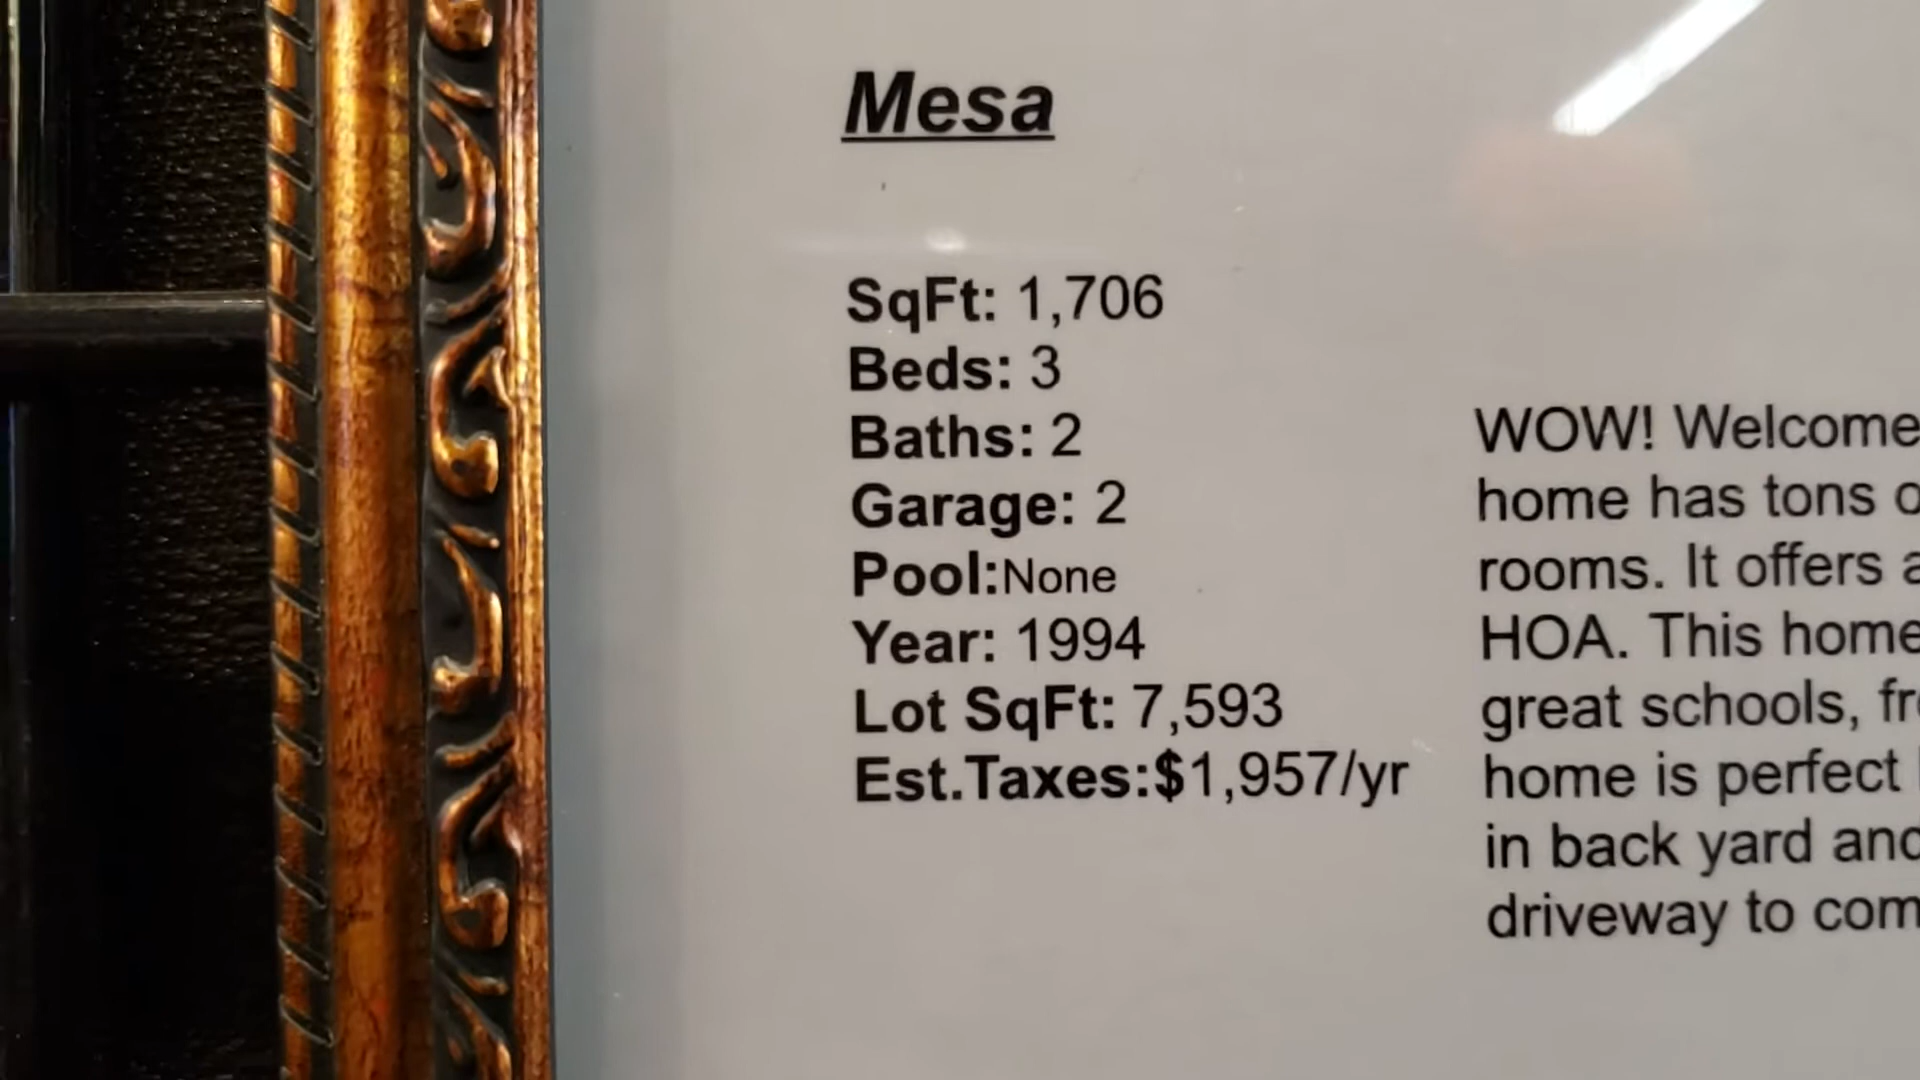 Mesa
SqFt: 1,706
Beds: 3
Baths: 2
Garage: 2
Pool:None
Year: 1994
Lot SqFt: 7,593
Est.Taxes:$1,957/yr
WOW! Welcome
home has tons
rooms. It offers
HOA. This home
great schools,
home is perfect
in back yard and
driveway to